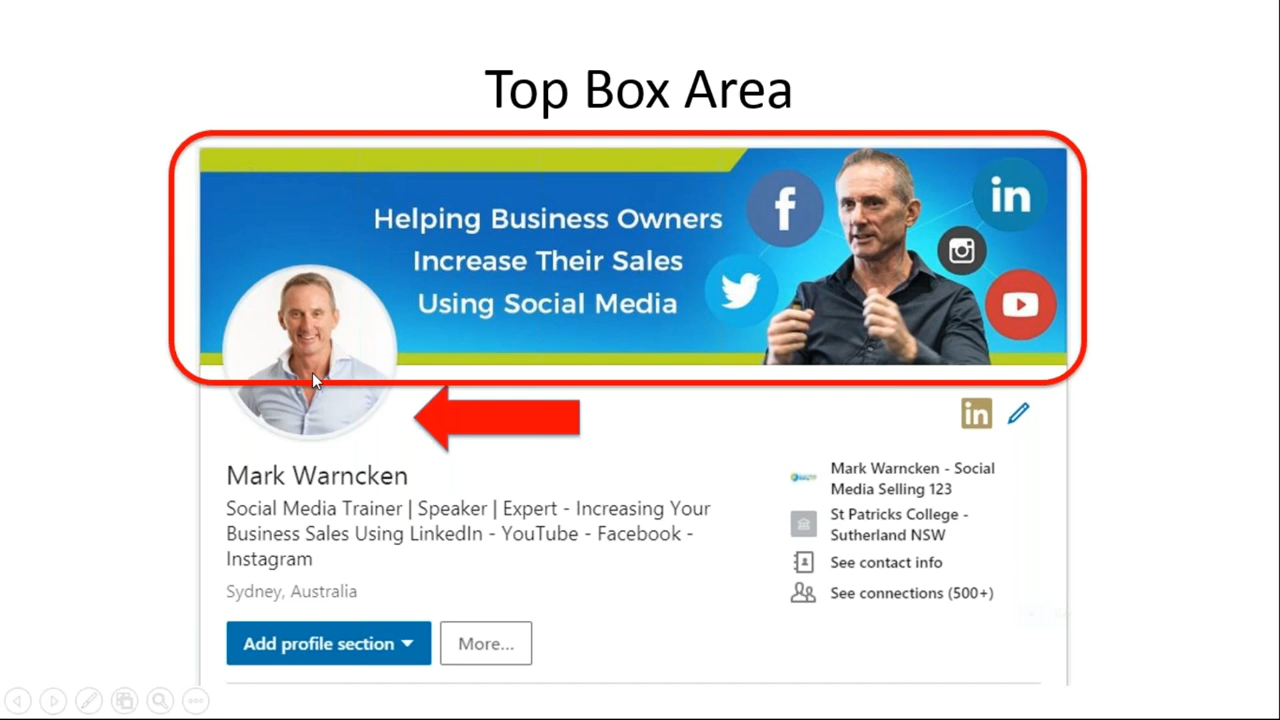 Top Box Area
Helping Business Owners
Increase Their Sales
Using Social Media
f
in
in
Mark Warncken
Social Media Trainer | Speaker | Expert - Increasing Your
Business Sales Using LinkedIn - YouTube - Facebook -
Instagram
Sydney, Australia
Add profile section
More...
Mark Warncken - Social
Media Selling 123
St Patricks College -
Sutherland NSW
See contact info
See connections (500+)